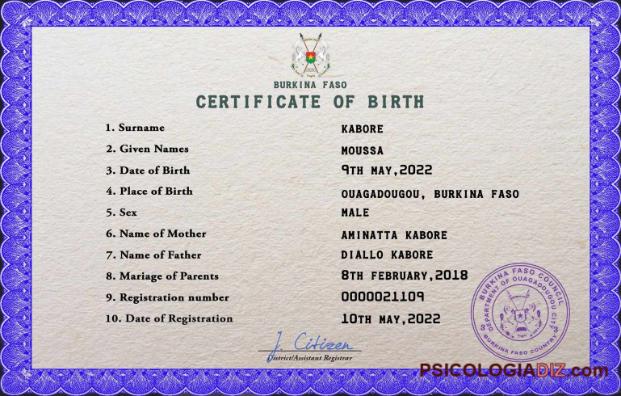 BURKINA FASO
CERTIFICATE OF BIRTH
1. Surname KABORE
2. Given Names MOUSSA
3. Date of Birth 9TH MAY,2022
4. Place of Birth OUAGADOUGOU, BURKINA FASO
5. Sex MALE
6. Name of Mother AMINATTA KABORE
7. Name of Father DIALLO KABORE
8. Mariage of Parents 8TH FEBRUARY,2018
9. Registration number 0000021109
10. Date of Registration 10TH MAY,2022
BURKINA FASO COUNCIL
DEPARTMENT OF OUAGADOUGOU CITY
BURKINA FASO COUNTRY
J. Citizen
District/Assistant Registrar
PSICOLOGIADIZ.com